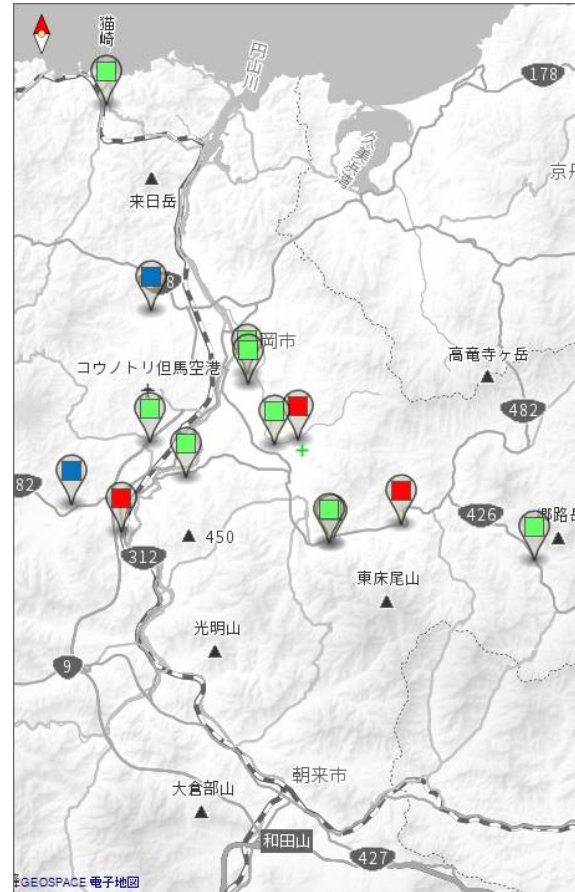 猫崎
円山川
178
久美浜湾
京丹
来日岳
8
岡市
コウノトリ但馬空港
高竜寺ヶ岳
482
82
426
郷路岳
450
312
東床尾山
光明山
9
朝来市
大倉部山
和田山
427
GEOSPACE 電子地図